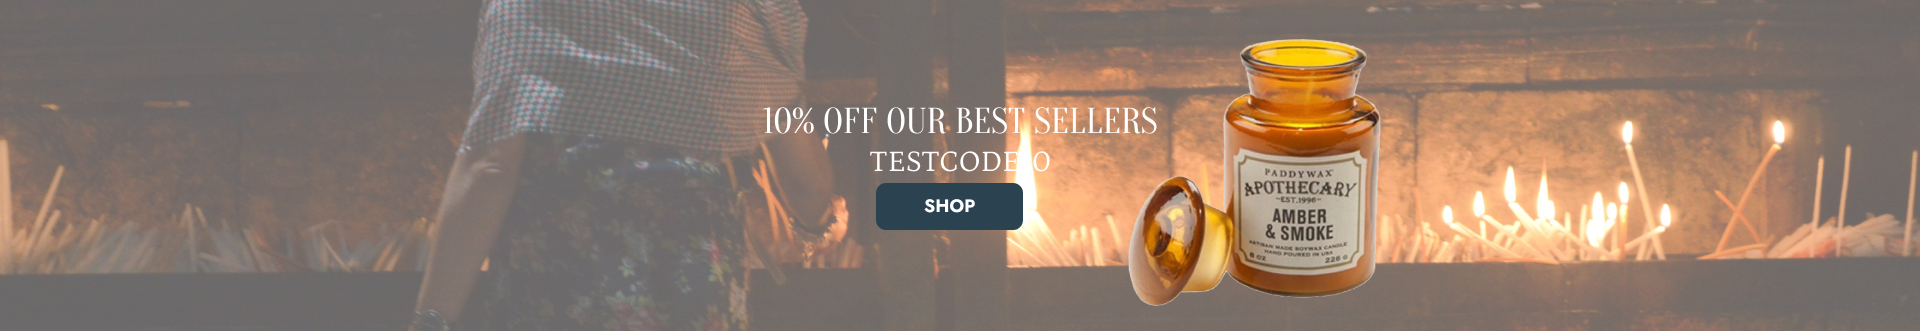 10% OFF OUR BEST SELLERS
TESTCODE10
SHOP
PADDYWAX
APOTHECARY
~EST.1996~
AMBER
& SMOKE
ARTISAN MADE SOYWAX CANDLE
HAND POURED IN USA
8 OZ 226 G